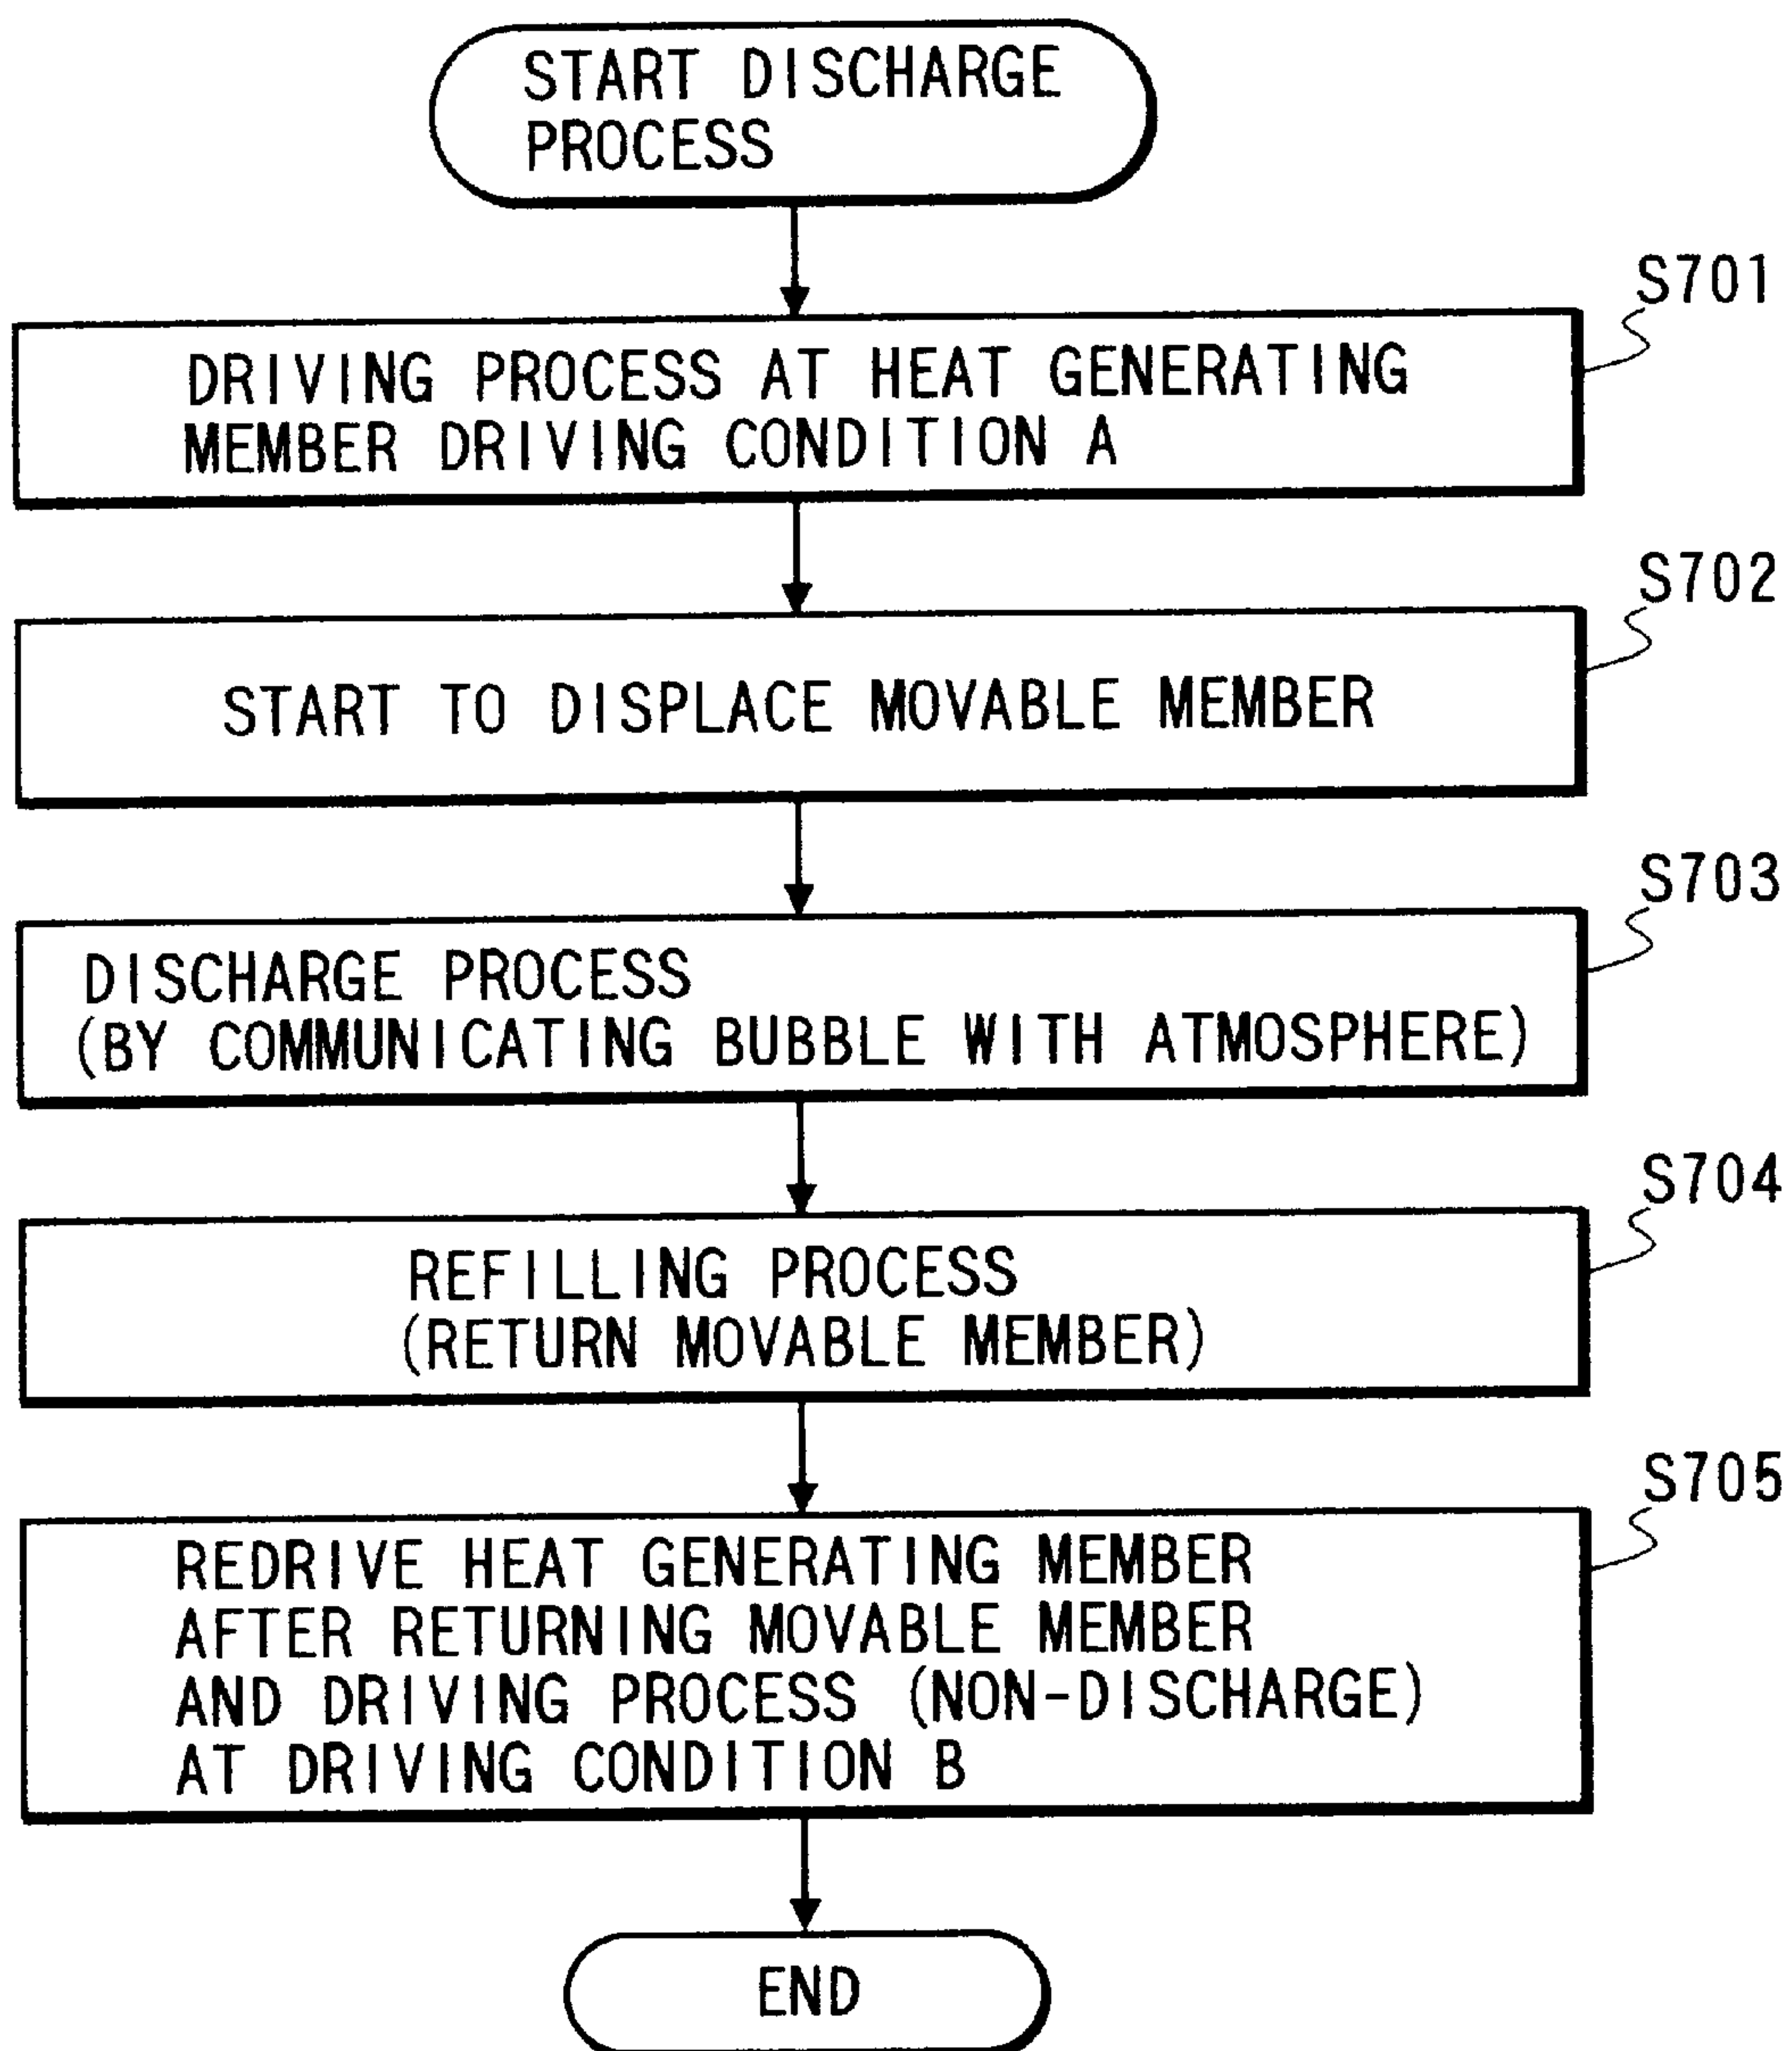 START DISCHARGE
PROCESS
S701
DRIVING PROCESS AT HEAT GENERATING
MEMBER DRIVING CONDITION A
S702
START TO DISPLACE MOVABLE MEMBER
S703
DISCHARGE PROCESS
(BY COMMUNICATING BUBBLE WITH ATMOSPHERE)
S704
REFILLING PROCESS
(RETURN MOVABLE MEMBER)
S705
REDRIVE HEAT GENERATING MEMBER
AFTER RETURNING MOVABLE MEMBER
AND DRIVING PROCESS (NON-DISCHARGE)
AT DRIVING CONDITION B
END